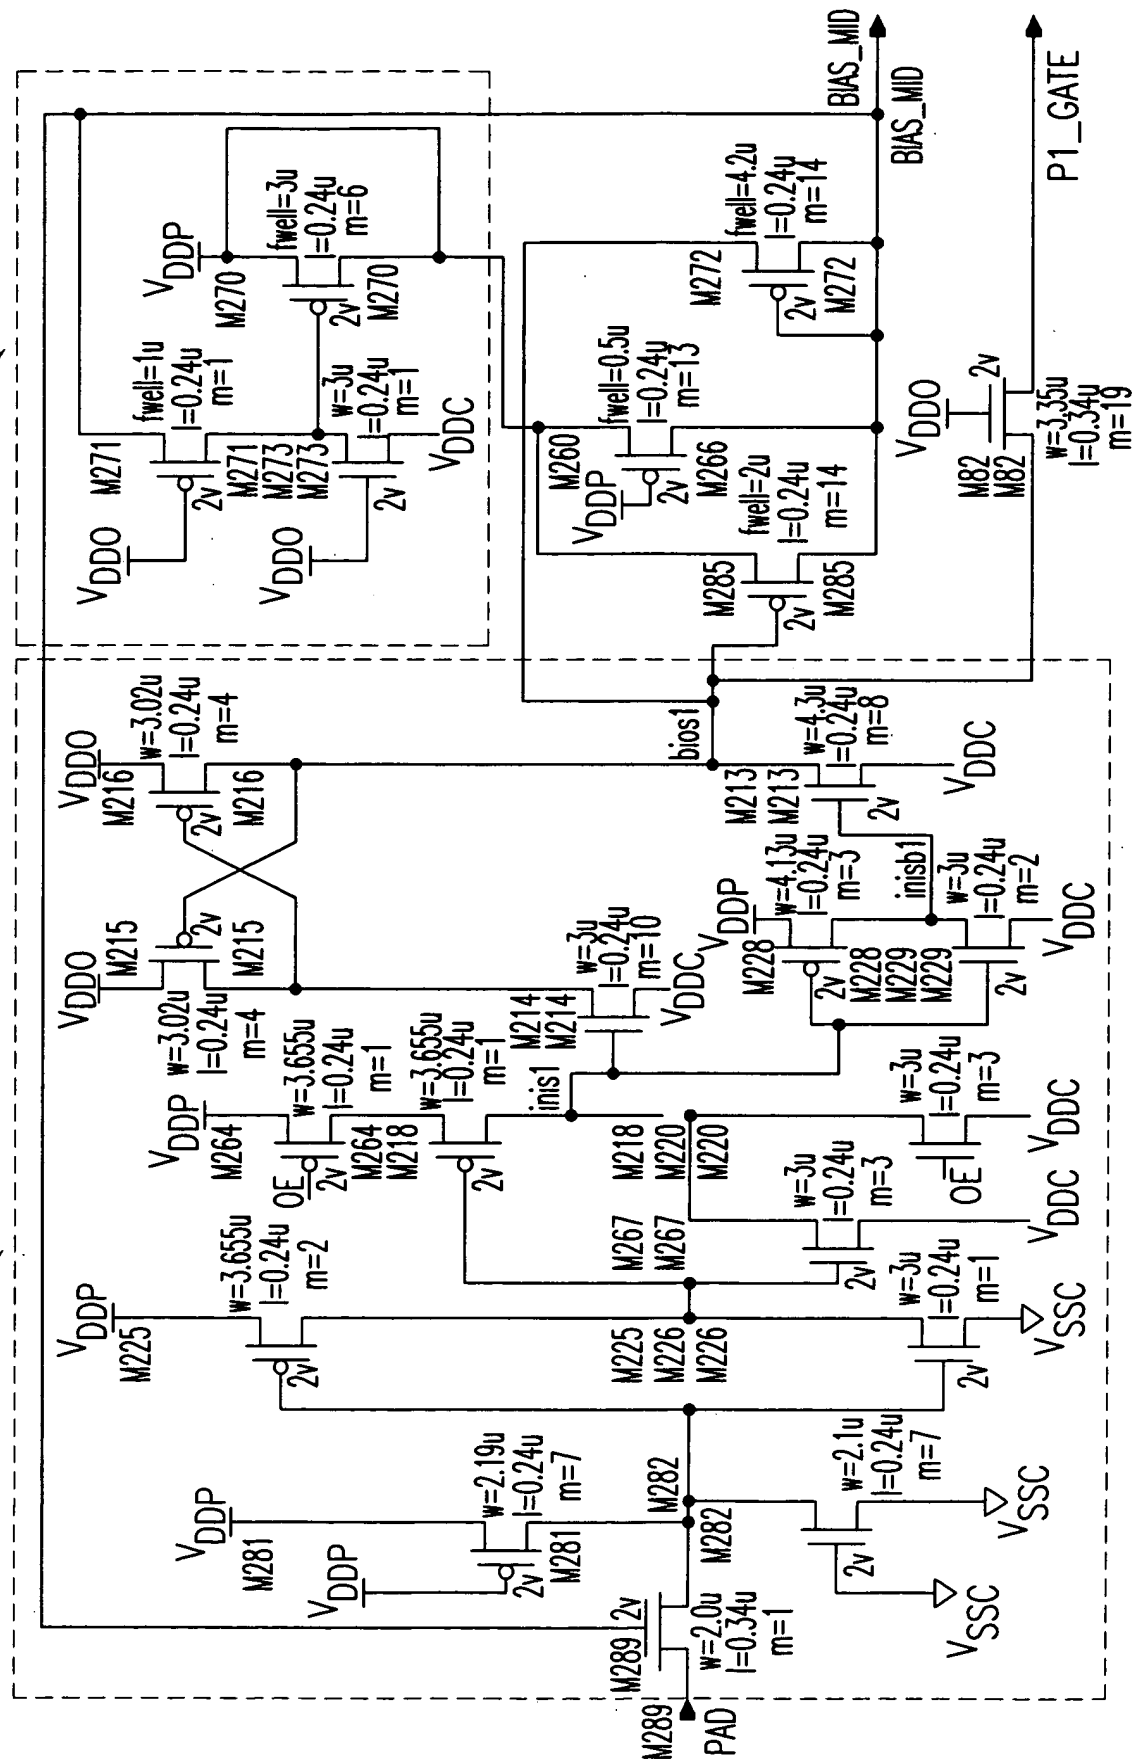 PAD
M289
M289
2v
w=2.0u
l=0.34u
m=1
VDDP
M281
VDDP
2v
M281
w=2.19u
l=0.24u
m=7
M282
M282
2v
w=2.1u
l=0.24u
m=7
VSSC
VSSC
VDDP
M225
2v
w=3.655u
l=0.24u
m=2
M225
M226
M226
2v
w=3u
l=0.24u
m=1
VSSC
VDDP
M264
OE
2v
w=3.655u
l=0.24u
m=1
M264
M218
2v
w=3.655u
l=0.24u
m=1
inis1
M218
M220
M220
M267
M267
2v
w=3u
l=0.24u
m=3
VDDC
OE
w=3u
l=0.24u
m=3
VDDC
VDDO
M215
2v
M215
w=3.02u
l=0.24u
m=4
VDDO
M216
2v
M216
w=3.02u
l=0.24u
m=4
M214
M214
w=3u
l=0.24u
m=10
VDDC
VDDP
M228
2v
w=4.13u
l=0.24u
m=3
M228
M229
M229
2v
w=3u
l=0.24u
m=2
VDDC
inisb1
bios1
M213
M213
2v
w=4.3u
l=0.24u
m=8
VDDC
VDDO
M271
2v
fwell=1u
l=0.24u
m=1
M271
M273
M273
VDDO
2v
w=3u
l=0.24u
m=1
VDDC
VDDP
M270
2v
fwell=3u
l=0.24u
m=6
M270
M285
2v
fwell=2u
l=0.24u
m=14
M285
M260
VDDP
2v
fwell=0.5u
l=0.24u
m=13
M266
M272
2v
fwell=4.2u
l=0.24u
m=14
M272
BIAS_MID
BIAS_MID
VDDO
M82
M82
2v
w=3.35u
l=0.34u
m=19
P1_GATE